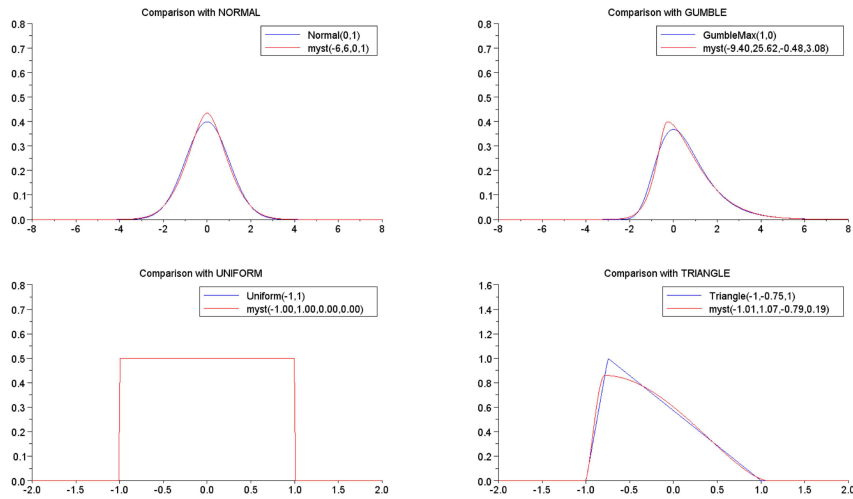 Comparison with NORMAL
Normal(0,1)
myst(-6,6,0,1)
0.8
0.7
0.6
0.5
0.4
0.3
0.2
0.1
0.0
-8 -6 -4 -2 0 2 4 6 8
Comparison with GUMBLE
GumbleMax(1,0)
myst(-9.40,25.62,-0.48,3.08)
0.8
0.7
0.6
0.5
0.4
0.3
0.2
0.1
0.0
-8 -6 -4 -2 0 2 4 6 8
Comparison with UNIFORM
Uniform(-1,1)
myst(-1.00,1.00,0.00,0.00)
0.8
0.7
0.6
0.5
0.4
0.3
0.2
0.1
0.0
-2.0 -1.5 -1.0 -0.5 0.0 0.5 1.0 1.5 2.0
Comparison with TRIANGLE
Triangle(-1,-0.75,1)
myst(-1.01,1.07,-0.79,0.19)
1.6
1.4
1.2
1.0
0.8
0.6
0.4
0.2
0.0
-2.0 -1.5 -1.0 -0.5 0.0 0.5 1.0 1.5 2.0